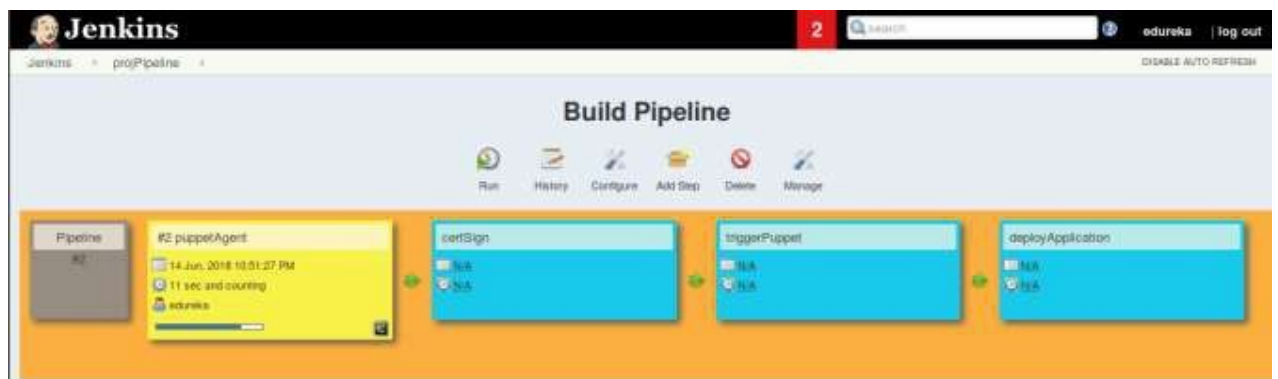 Jenkins
2
search
edureka | log out
Jenkins projPipeline
DISABLE AUTO REFRESH
Build Pipeline
Run History Configure Add Step Delete Manage
Pipeline
#2
#2 puppetAgent
14 Jun, 2018 10:51:27 PM
11 sec and counting
edureka
certSign
N/A
N/A
triggerPuppet
N/A
N/A
deployApplication
N/A
N/A